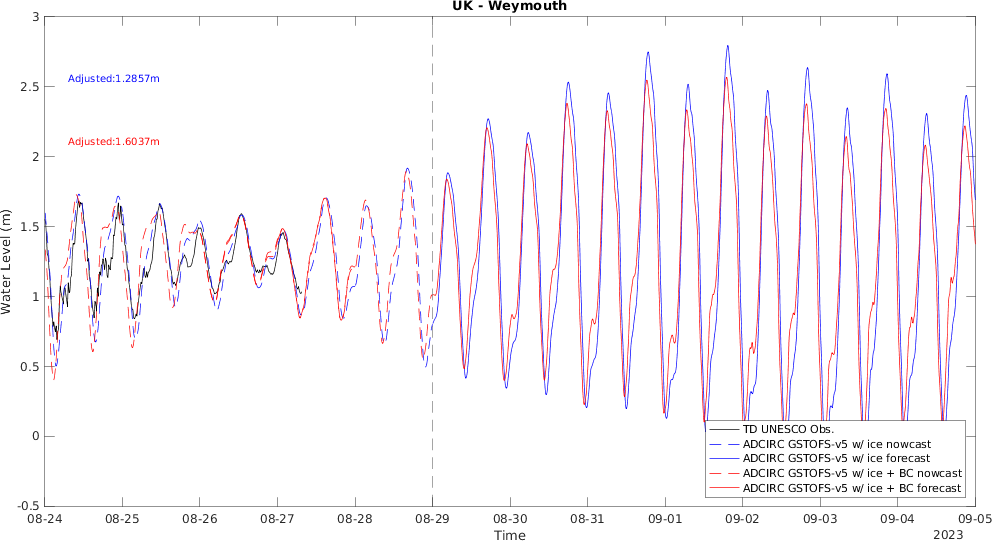 UK - Weymouth
Adjusted:1.2857m
Adjusted:1.6037m
Water Level (m)
3
2.5
2
1.5
1
0.5
0
-0.5
TD UNESCO Obs.
ADCIRC GSTOFS-v5 w/ ice nowcast
ADCIRC GSTOFS-v5 w/ ice forecast
ADCIRC GSTOFS-v5 w/ ice + BC nowcast
ADCIRC GSTOFS-v5 w/ ice + BC forecast
08-24 08-25 08-26 08-27 08-28 08-29 08-30 08-31 09-01 09-02 09-03 09-04 09-05
Time
2023